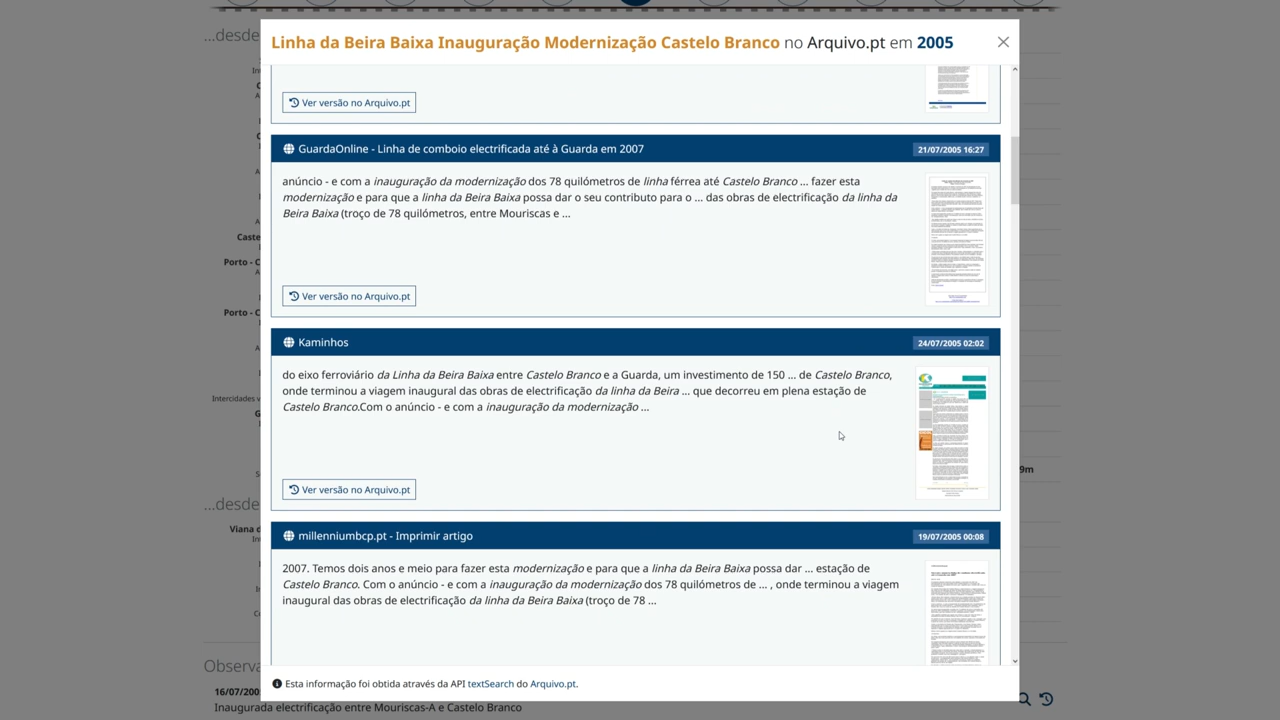 ...desde
Linha da Beira Baixa Inauguração Modernização Castelo Branco no Arquivo.pt em 2005
Ver versão no Arquivo.pt
GuardaOnline - Linha de comboio electrificada até à Guarda em 2007
21/07/2005 16:27
anúncio - e com a inauguração da modernização dos 78 quilómetros de linha férrea até Castelo Branco ... fazer esta
modernização e para que a linha da Beira Baixa possa dar o seu contributo para o ... das obras de electrificação da linha da
Beira Baixa (troço de 78 quilómetros, entre Mouriscas e ...
Ver versão no Arquivo.pt
Kaminhos
24/07/2005 02:02
do eixo ferroviário da Linha da Beira Baixa entre Castelo Branco e a Guarda, um investimento de 150 ... de Castelo Branco,
onde terminou a viagem inaugural das obras de electrificação da linha da Beira ... que decorreu em plena estação de
Castelo Branco.Com o anúncio - e com a inauguração da modernização ...
Ver versão no Arquivo.pt
millenniumbcp.pt - Imprimir artigo
19/07/2005 00:08
2007. Temos dois anos e meio para fazer esta modernização e para que a linha da Beira Baixa possa dar ... estação de
Castelo Branco. Com o anúncio - e com a inauguração da modernização dos 78 quilómetros de ... , onde terminou a viagem
inaugural das obras de electrificação da linha da Beira Baixa (troço de 78 ...
Esta informação foi obtida através da API textSearch do Arquivo.pt.
Caste
Porto - C
Porto - C
Intercidades v
9m
...desde
Viana d
Observa
16/07/200
Inaugurada electrificação entre Mouriscas-A e Castelo Branco